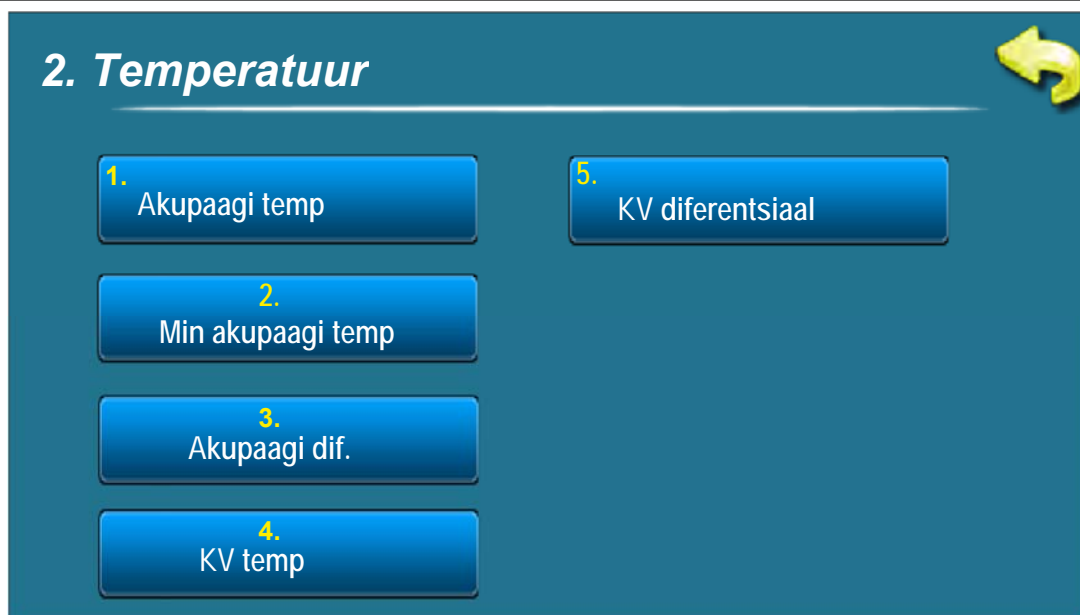 2. Temperatuur
1.
Akupaagi temp
2.
Min akupaagi temp
3.
Akupaagi dif.
4.
KV temp
5.
KV diferentsiaal